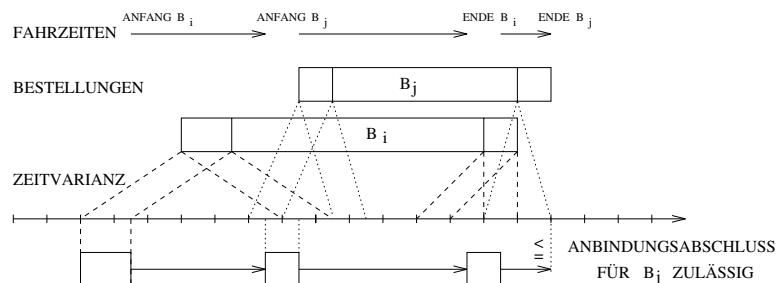 ANFANG B i ANFANG B j ENDE B i ENDE B j
FAHRZEITEN
BESTELLUNGEN
B j
B i
ZEITVARIANZ
<
=
ANBINDUNGSABSCHLUSS
FÜR B j ZULÄSSIG